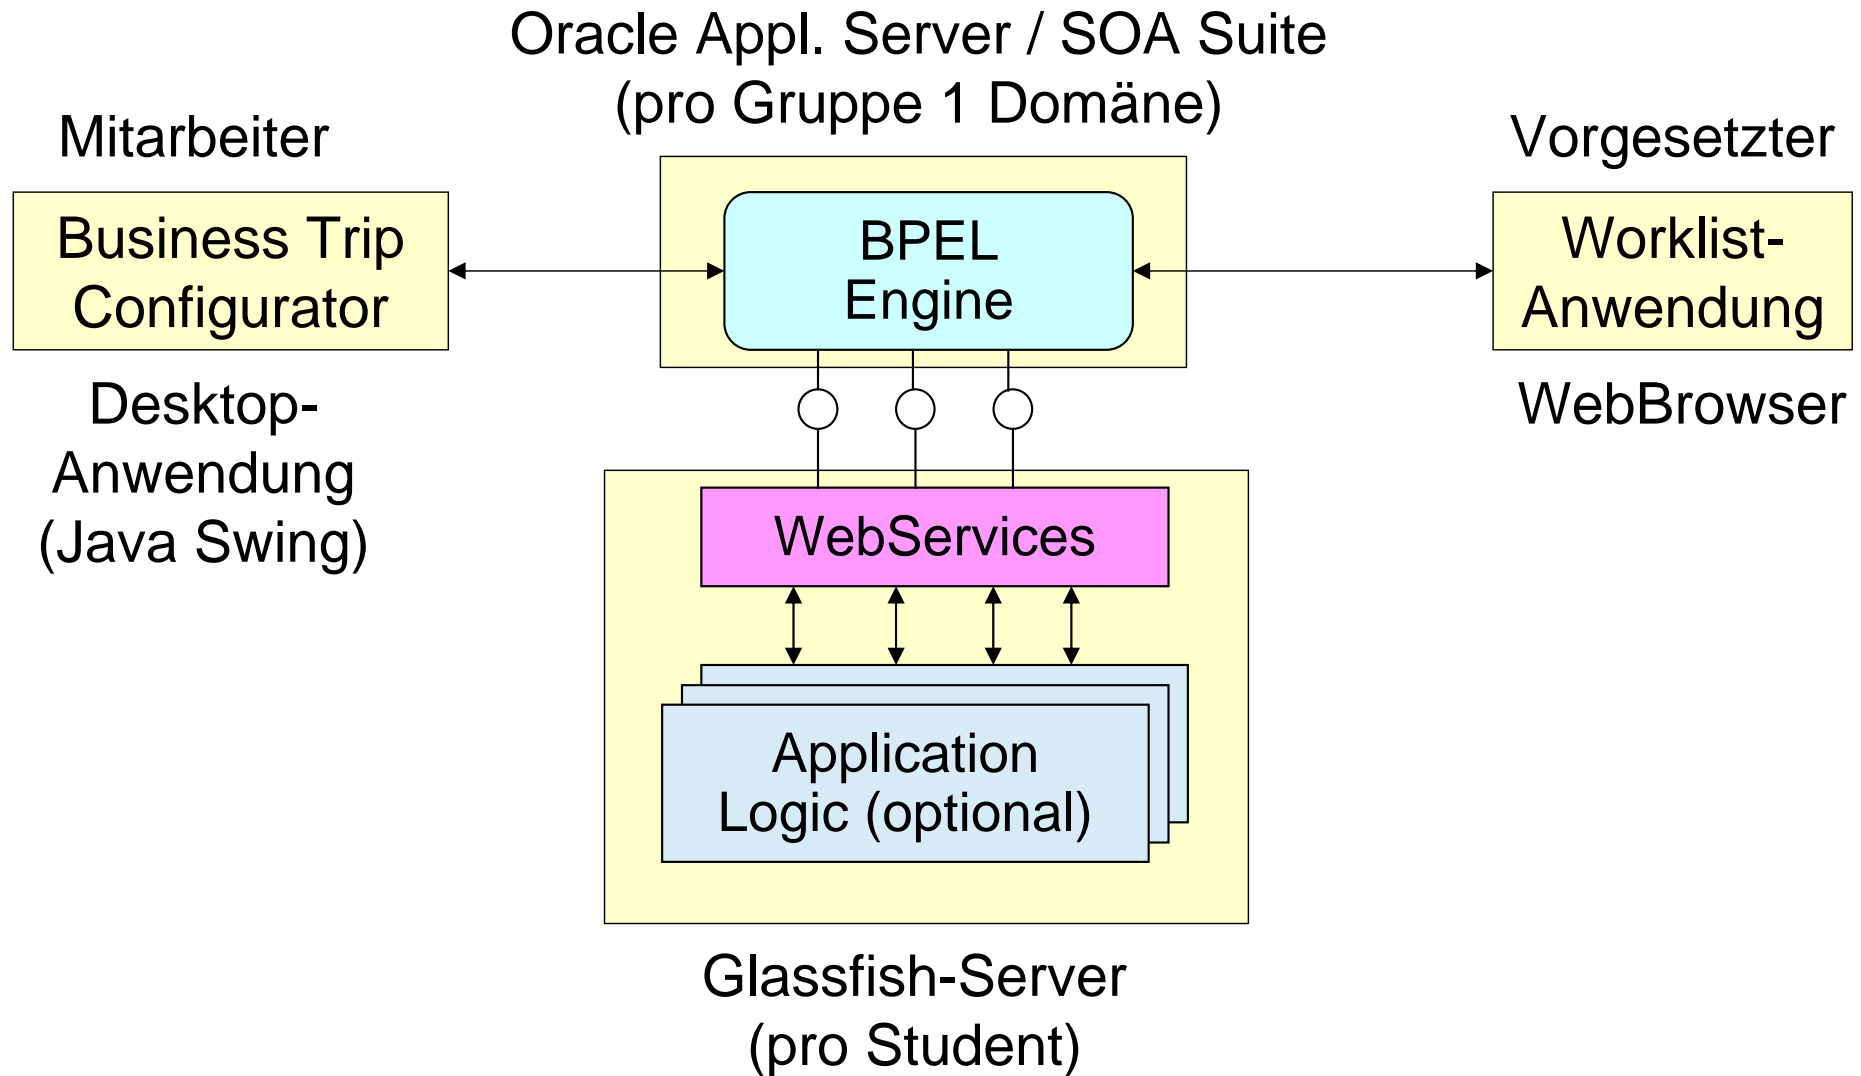 Oracle Appl. Server / SOA Suite
(pro Gruppe 1 Domäne)
Mitarbeiter
Business Trip
Configurator
Desktop-
Anwendung
(Java Swing)
BPEL
Engine
Vorgesetzter
Worklist-
Anwendung
WebBrowser
WebServices
Application
Logic (optional)
Glassfish-Server
(pro Student)